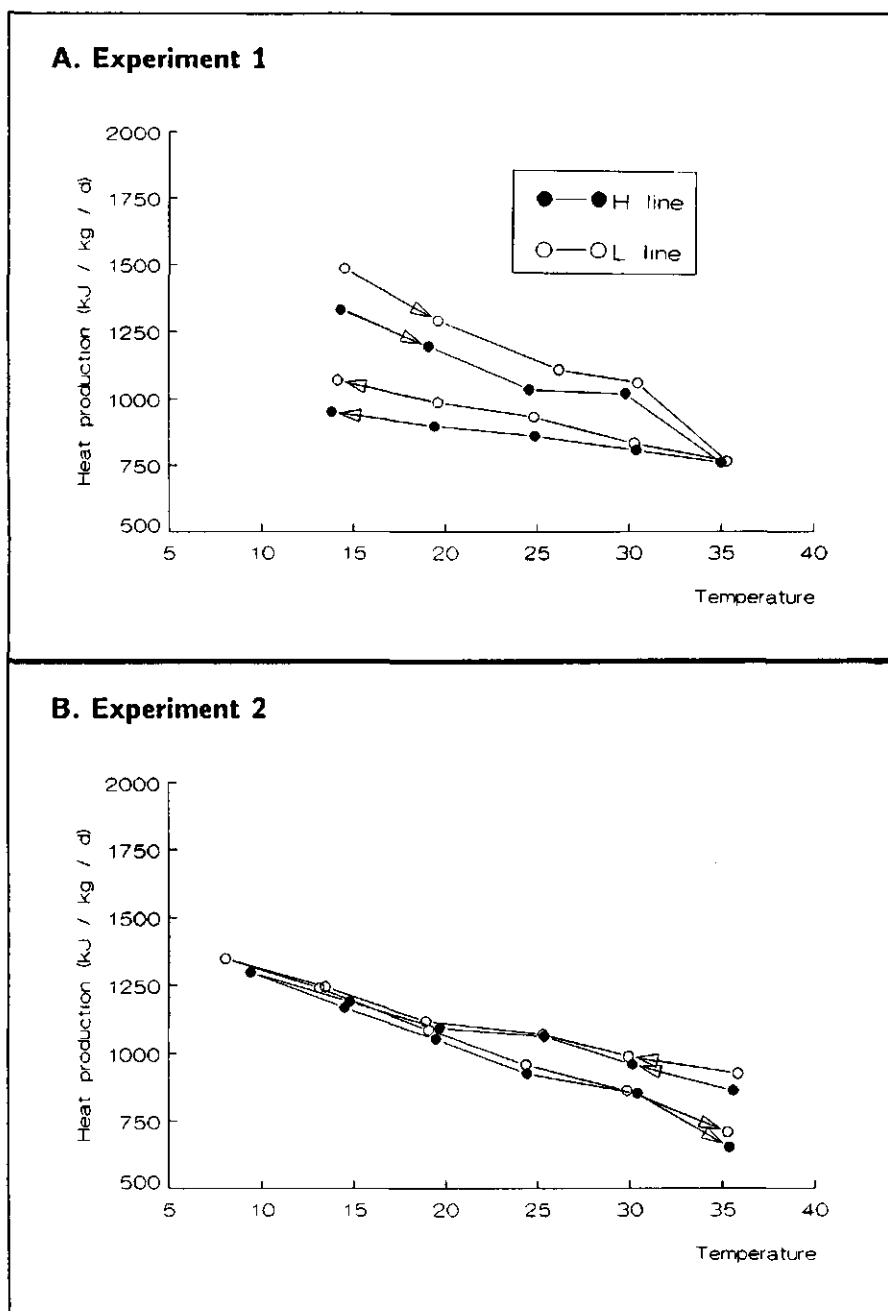 A. Experiment 1
Heat production (kJ / kg / d)
2000
1750
1500
1250
1000
750
500
H line
L line
5 10 15 20 25 30 35 40
Temperature
B. Experiment 2
Heat production (kJ / kg / d)
2000
1750
1500
1250
1000
750
500
5 10 15 20 25 30 35 40
Temperature